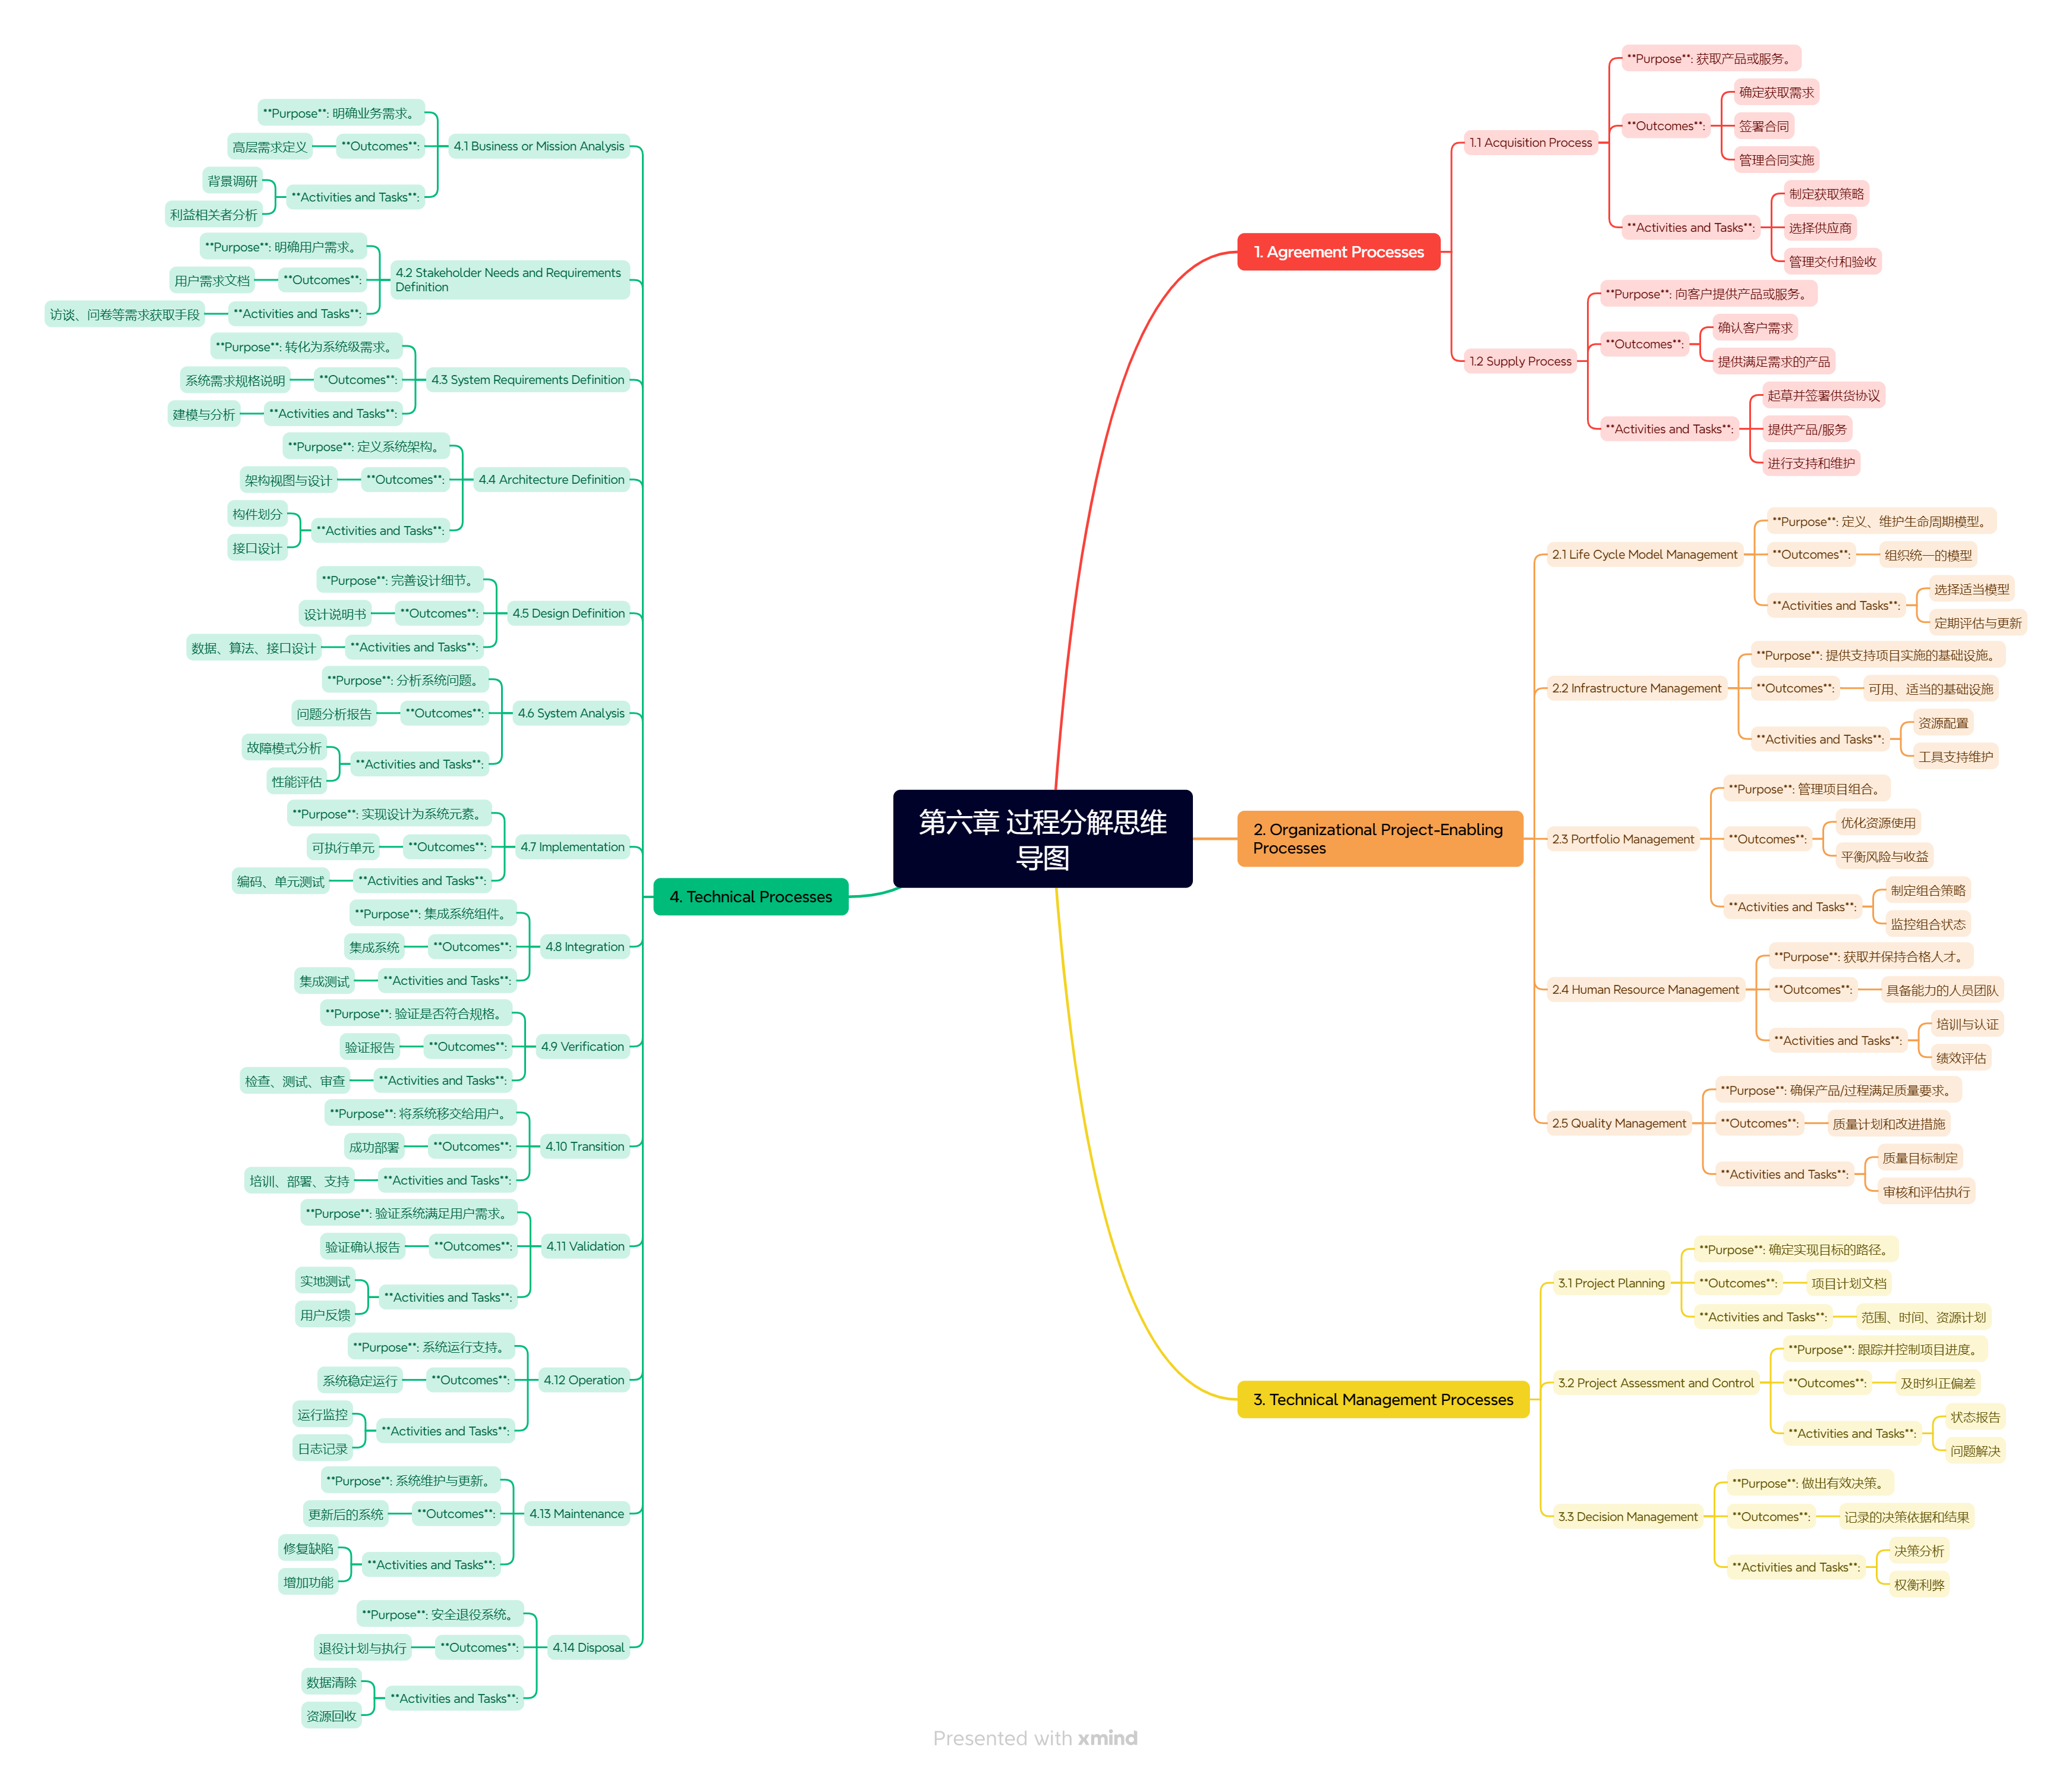 第六章 过程分解思维
导图
1. Agreement Processes
1.1 Acquisition Process
**Purpose**: 获取产品或服务。
**Outcomes**:
确定获取需求
签署合同
管理合同实施
**Activities and Tasks**:
制定获取策略
选择供应商
管理交付和验收
1.2 Supply Process
**Purpose**: 向客户提供产品或服务。
**Outcomes**:
确认客户需求
提供满足需求的产品
**Activities and Tasks**:
起草并签署供货协议
提供产品/服务
进行支持和维护
2. Organizational Project-Enabling
Processes
2.1 Life Cycle Model Management
**Purpose**: 定义、维护生命周期模型。
**Outcomes**:
组织统一的模型
**Activities and Tasks**:
选择适当模型
定期评估与更新
2.2 Infrastructure Management
**Purpose**: 提供支持项目实施的基础设施。
**Outcomes**:
可用、适当的基础设施
**Activities and Tasks**:
资源配置
工具支持维护
2.3 Portfolio Management
**Purpose**: 管理项目组合。
**Outcomes**:
优化资源使用
平衡风险与收益
**Activities and Tasks**:
制定组合策略
监控组合状态
2.4 Human Resource Management
**Purpose**: 获取并保持合格人才。
**Outcomes**:
具备能力的人员团队
**Activities and Tasks**:
培训与认证
绩效评估
2.5 Quality Management
**Purpose**: 确保产品/过程满足质量要求。
**Outcomes**:
质量计划和改进措施
**Activities and Tasks**:
质量目标制定
审核和评估执行
3. Technical Management Processes
3.1 Project Planning
**Purpose**: 确定实现目标的路径。
**Outcomes**:
项目计划文档
**Activities and Tasks**:
范围、时间、资源计划
3.2 Project Assessment and Control
**Purpose**: 跟踪并控制项目进度。
**Outcomes**:
及时纠正偏差
**Activities and Tasks**:
状态报告
问题解决
3.3 Decision Management
**Purpose**: 做出有效决策。
**Outcomes**:
记录的决策依据和结果
**Activities and Tasks**:
决策分析
权衡利弊
4. Technical Processes
4.1 Business or Mission Analysis
**Purpose**: 明确业务需求。
**Outcomes**:
高层需求定义
**Activities and Tasks**:
背景调研
利益相关者分析
4.2 Stakeholder Needs and Requirements
Definition
**Purpose**: 明确用户需求。
**Outcomes**:
用户需求文档
**Activities and Tasks**:
访谈、问卷等需求获取手段
4.3 System Requirements Definition
**Purpose**: 转化为系统级需求。
**Outcomes**:
系统需求规格说明
**Activities and Tasks**:
建模与分析
4.4 Architecture Definition
**Purpose**: 定义系统架构。
**Outcomes**:
架构视图与设计
**Activities and Tasks**:
构件划分
接口设计
4.5 Design Definition
**Purpose**: 完善设计细节。
**Outcomes**:
设计说明书
**Activities and Tasks**:
数据、算法、接口设计
4.6 System Analysis
**Purpose**: 分析系统问题。
**Outcomes**:
问题分析报告
**Activities and Tasks**:
故障模式分析
性能评估
4.7 Implementation
**Purpose**: 实现设计为系统元素。
**Outcomes**:
可执行单元
**Activities and Tasks**:
编码、单元测试
4.8 Integration
**Purpose**: 集成系统组件。
**Outcomes**:
集成系统
**Activities and Tasks**:
集成测试
4.9 Verification
**Purpose**: 验证是否符合规格。
**Outcomes**:
验证报告
**Activities and Tasks**:
检查、测试、审查
4.10 Transition
**Purpose**: 将系统移交给用户。
**Outcomes**:
成功部署
**Activities and Tasks**:
培训、部署、支持
4.11 Validation
**Purpose**: 验证系统满足用户需求。
**Outcomes**:
验证确认报告
**Activities and Tasks**:
实地测试
用户反馈
4.12 Operation
**Purpose**: 系统运行支持。
**Outcomes**:
系统稳定运行
**Activities and Tasks**:
运行监控
日志记录
4.13 Maintenance
**Purpose**: 系统维护与更新。
**Outcomes**:
更新后的系统
**Activities and Tasks**:
修复缺陷
增加功能
4.14 Disposal
**Purpose**: 安全退役系统。
**Outcomes**:
退役计划与执行
**Activities and Tasks**:
数据清除
资源回收
Presented with xmind